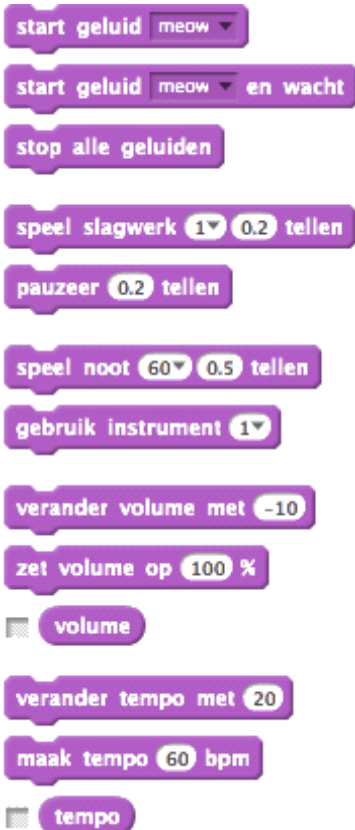 start geluid meow
start geluid meow en wacht
stop alle geluiden
speel slagwerk 1 0.2 tellen
pauzeer 0.2 tellen
speel noot 60 0.5 tellen
gebruik instrument 1
verander volume met -10
zet volume op 100 %
volume
verander tempo met 20
maak tempo 60 bpm
tempo